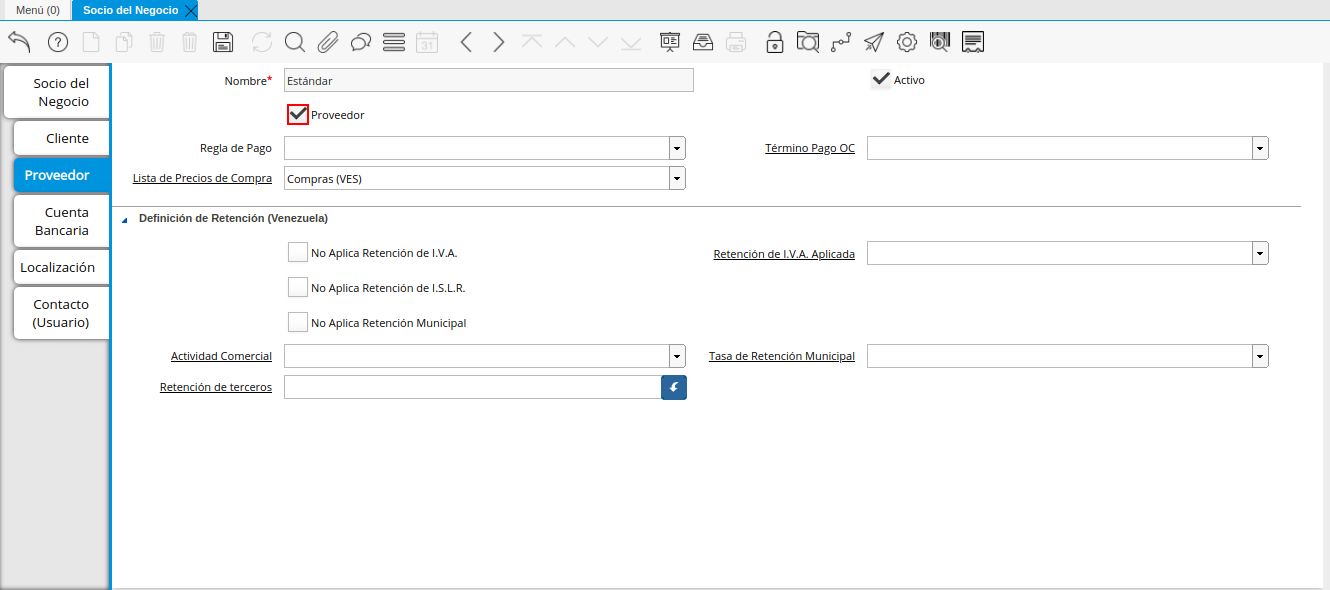 Menú (0)
Socio del Negocio
31
Socio del
Negocio
Cliente
Proveedor
Cuenta
Bancaria
Localización
Contacto
(Usuario)
Nombre* Estándar Activo
Proveedor
Regla de Pago Término Pago OC
Lista de Precios de Compra Compras (VES)
Definición de Retención (Venezuela)
No Aplica Retención de I.V.A. Retención de I.V.A. Aplicada
No Aplica Retención de I.S.L.R.
No Aplica Retención Municipal
Actividad Comercial Tasa de Retención Municipal
Retención de terceros